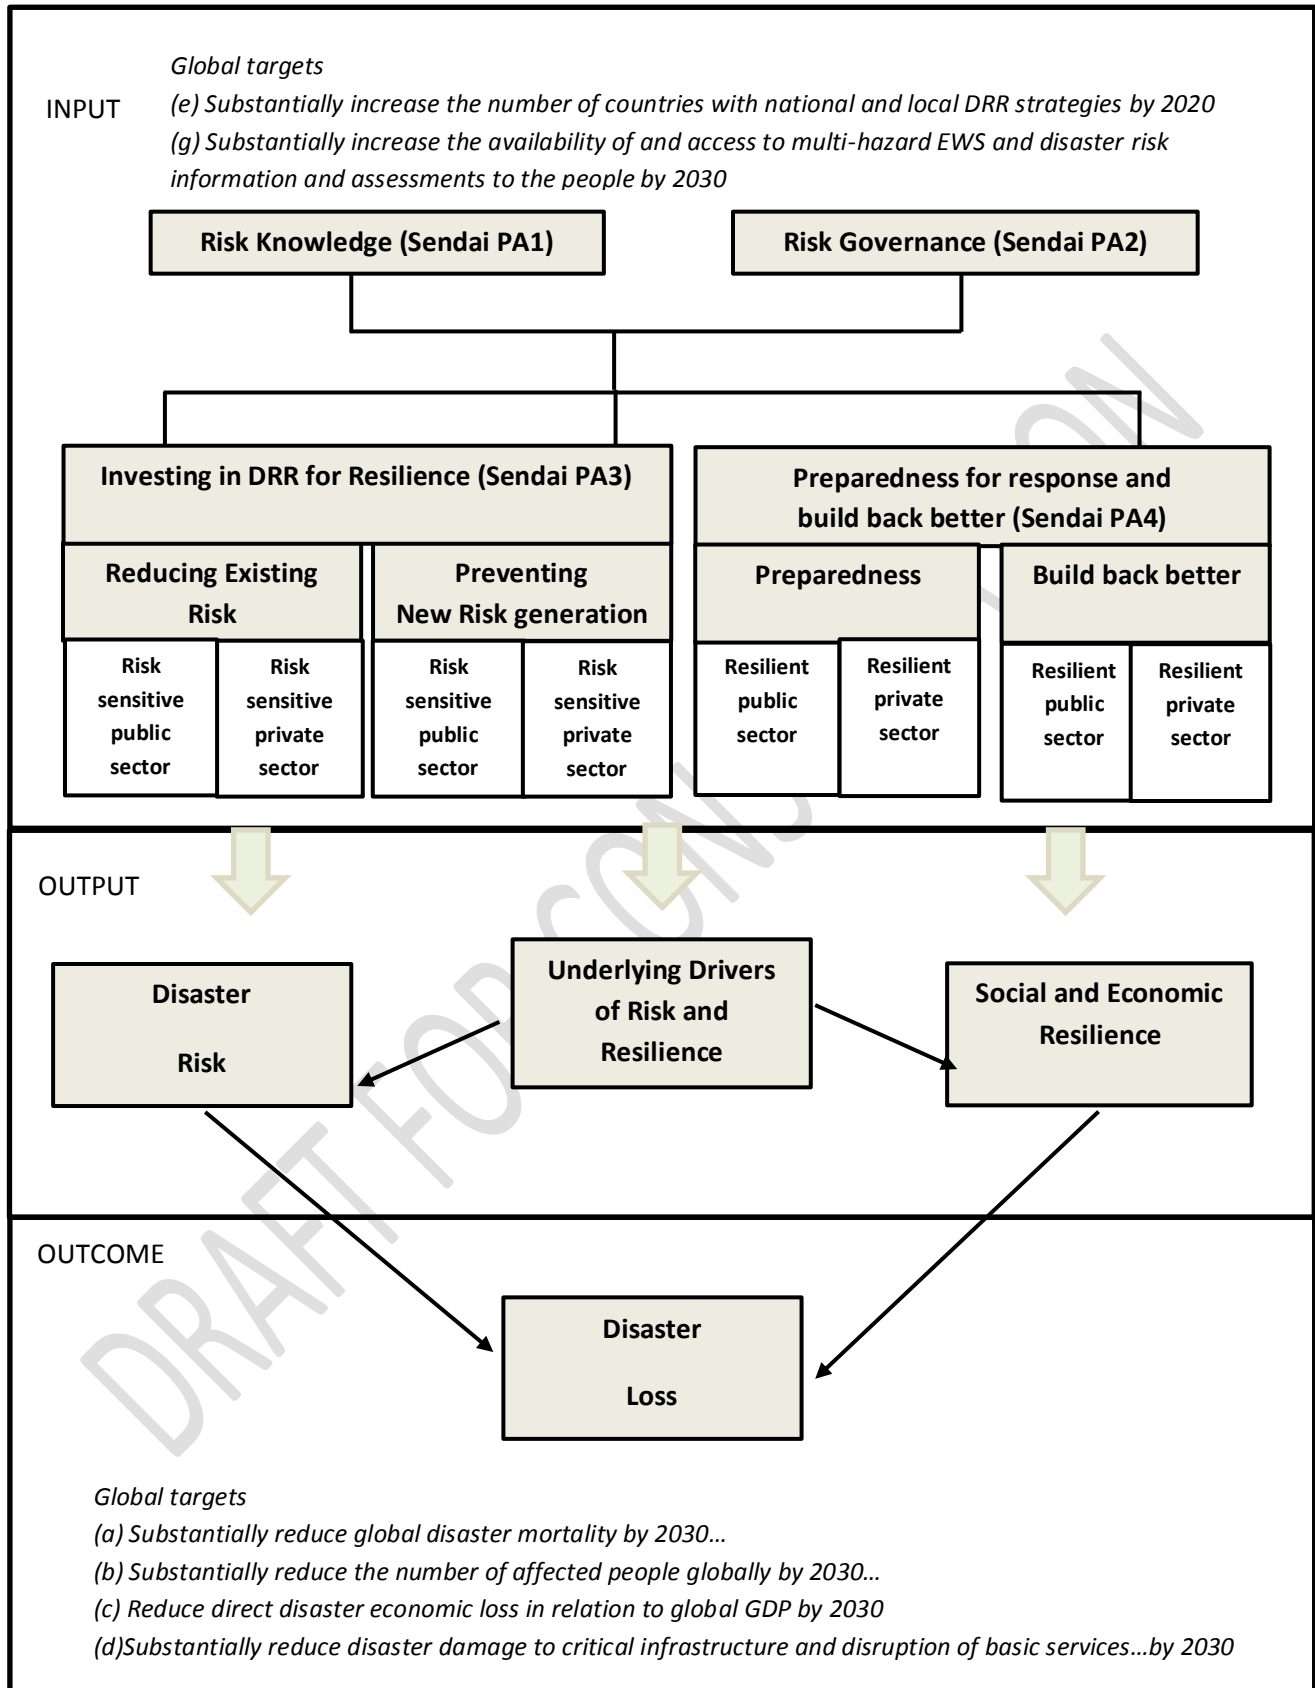 Global targets
INPUT
(e) Substantially increase the number of countries with national and local DRR strategies by 2020
(g) Substantially increase the availability of and access to multi-hazard EWS and disaster risk
information and assessments to the people by 2030
Risk Knowledge (Sendai PA1)
Risk Governance (Sendai PA2)
Investing in DRR for Resilience (Sendai PA3)
Preparedness for response and
build back better (Sendai PA4)
Reducing Existing
Risk
Preventing
New Risk generation
Preparedness
Build back better
Risk
sensitive
public
sector
Risk
sensitive
private
sector
Risk
sensitive
public
sector
Risk
sensitive
private
sector
Resilient
public
sector
Resilient
private
sector
Resilient
public
sector
Resilient
private
sector
OUTPUT
Disaster
Risk
Underlying Drivers
of Risk and
Resilience
Social and Economic
Resilience
OUTCOME
Disaster
Loss
Global targets
(a) Substantially reduce global disaster mortality by 2030…
(b) Substantially reduce the number of affected people globally by 2030…
(c) Reduce direct disaster economic loss in relation to global GDP by 2030
(d)Substantially reduce disaster damage to critical infrastructure and disruption of basic services…by 2030
DRAFT FOR